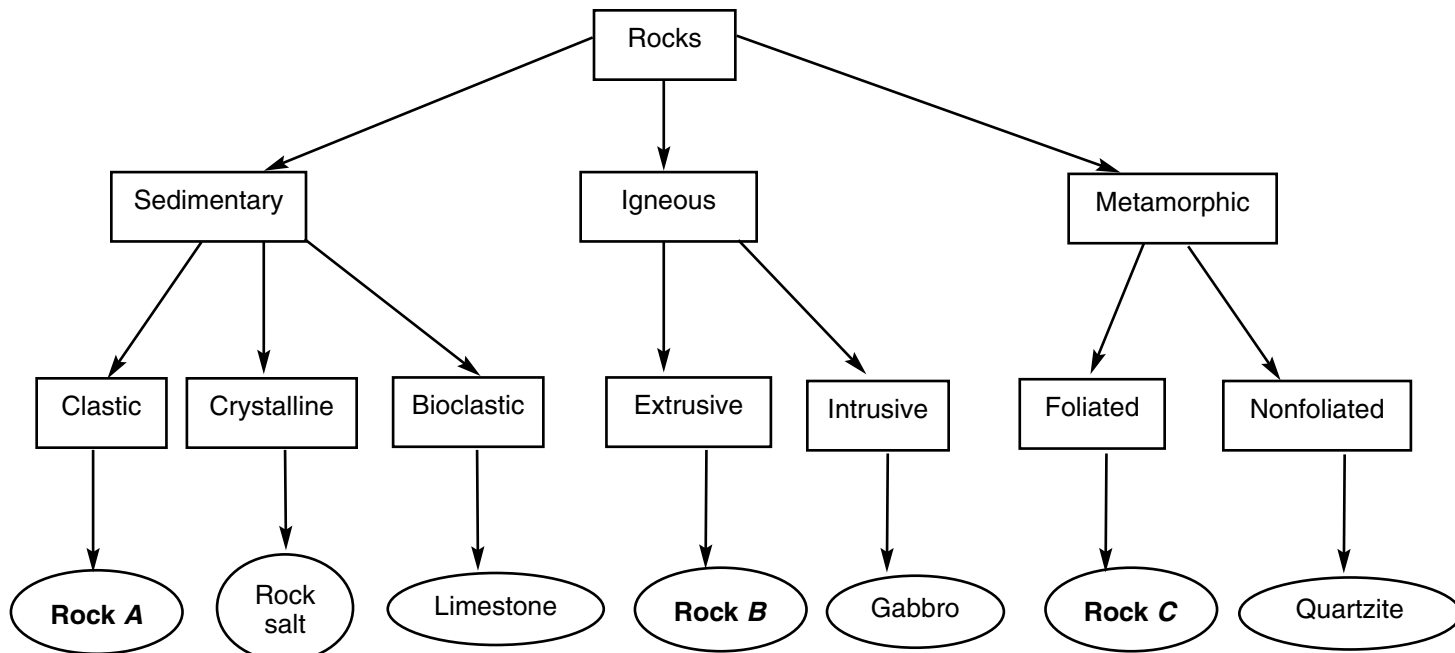 Rocks
Sedimentary
Igneous
Metamorphic
Clastic
Crystalline
Bioclastic
Extrusive
Intrusive
Foliated
Nonfoliated
Rock A
Rock
salt
Limestone
Rock B
Gabbro
Rock C
Quartzite